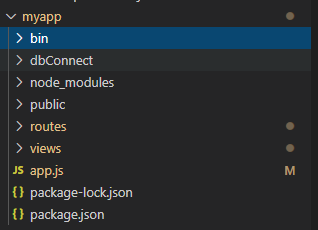 myapp
bin
dbConnect
node_modules
public
routes
views
JS app.js M
{} package-lock.json
{} package.json